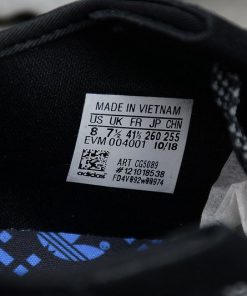 MADE IN VIETNAM
US UK FR JP CHN
8 7½ 41⅓ 260 255
EVM 004001 10/18
ART CG5089
#121018538
adidas